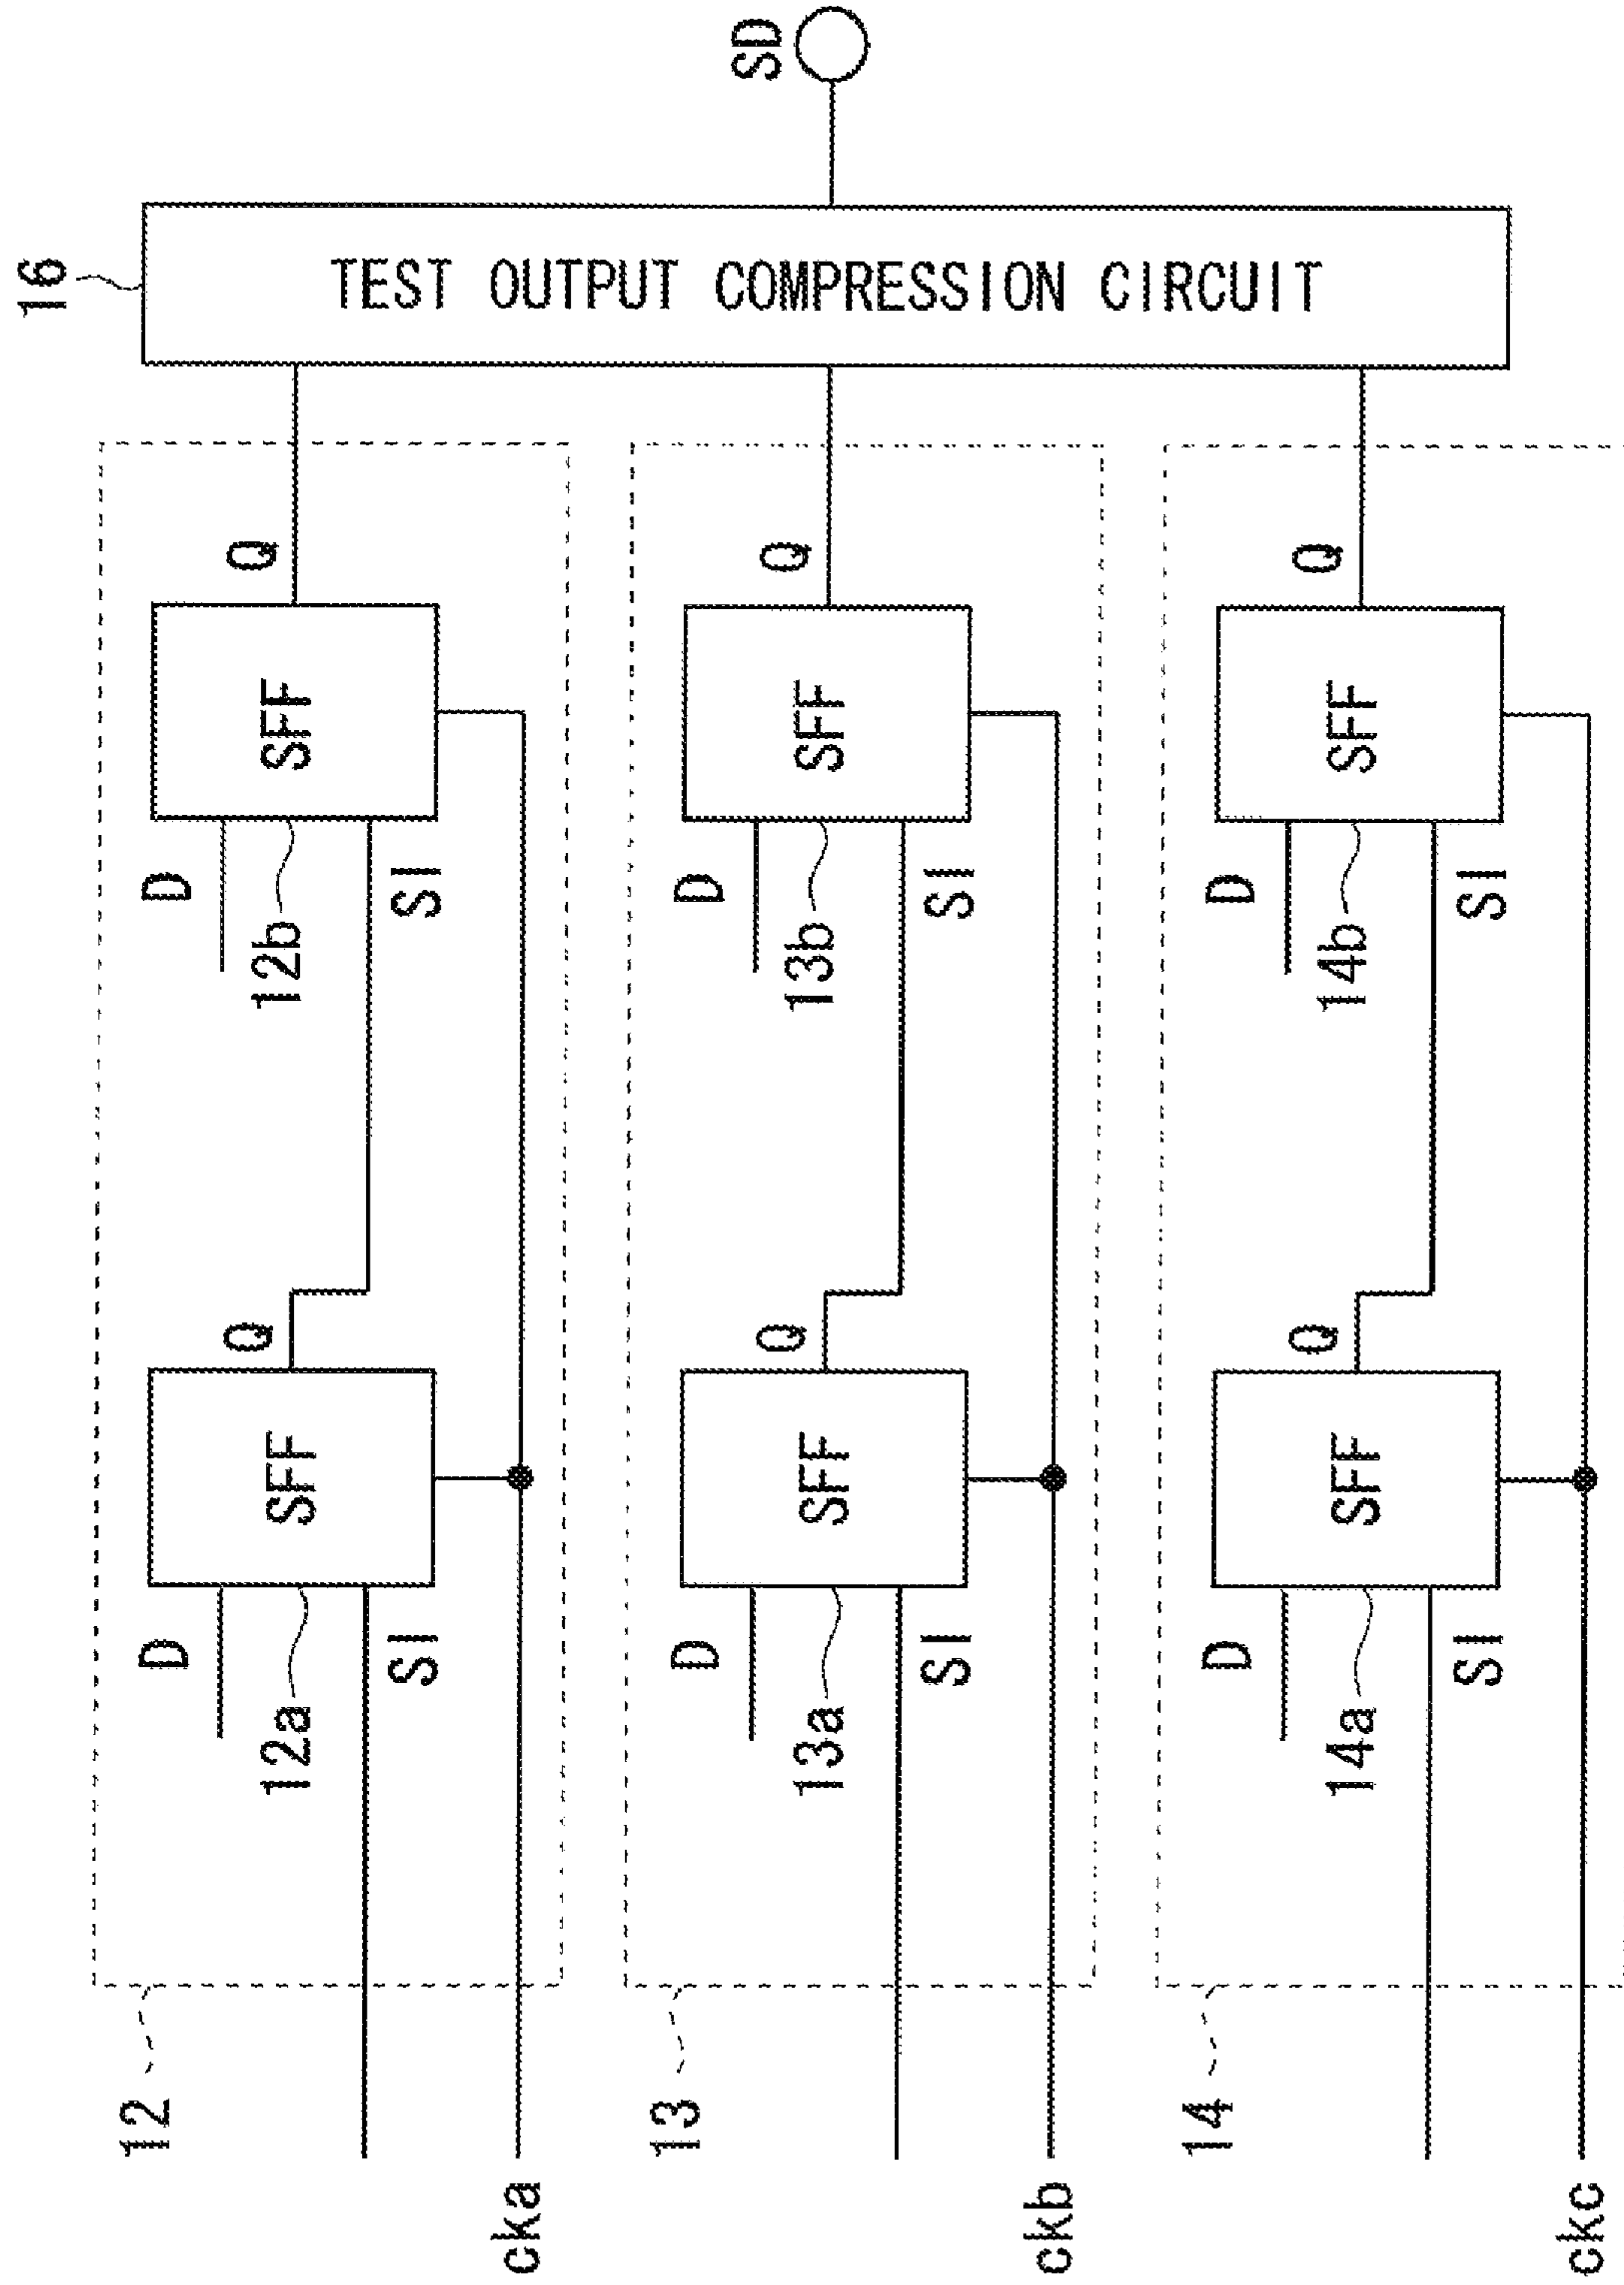 SD
16
TEST OUTPUT COMPRESSION CIRCUIT
12
D
12a
SI
SFF
Q
D
12b
SI
SFF
Q
cka
13
D
13a
SI
SFF
Q
D
13b
SI
SFF
Q
ckb
14
D
14a
SI
SFF
Q
D
14b
SI
SFF
Q
ckc